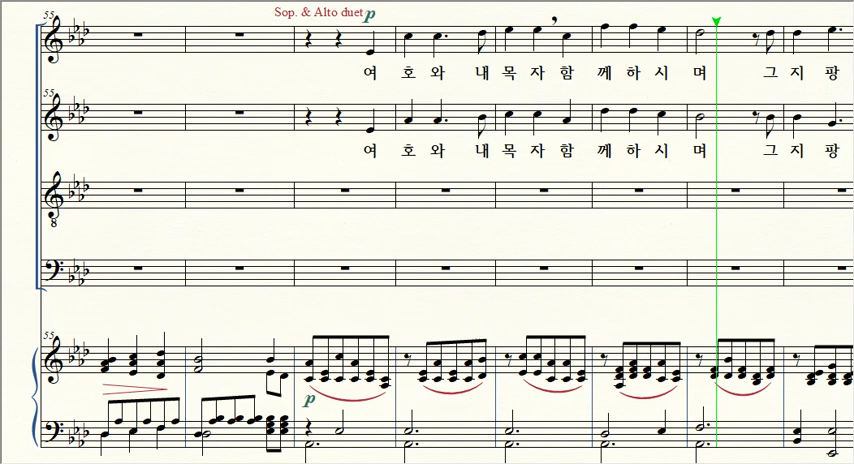 55
Sop. & Alto duet p
여 호 와 내 목 자 함 께 하 시 며 그 지 팡
55
여 호 와 내 목 자 함 께 하 시 며 그 지 팡
8
55
p